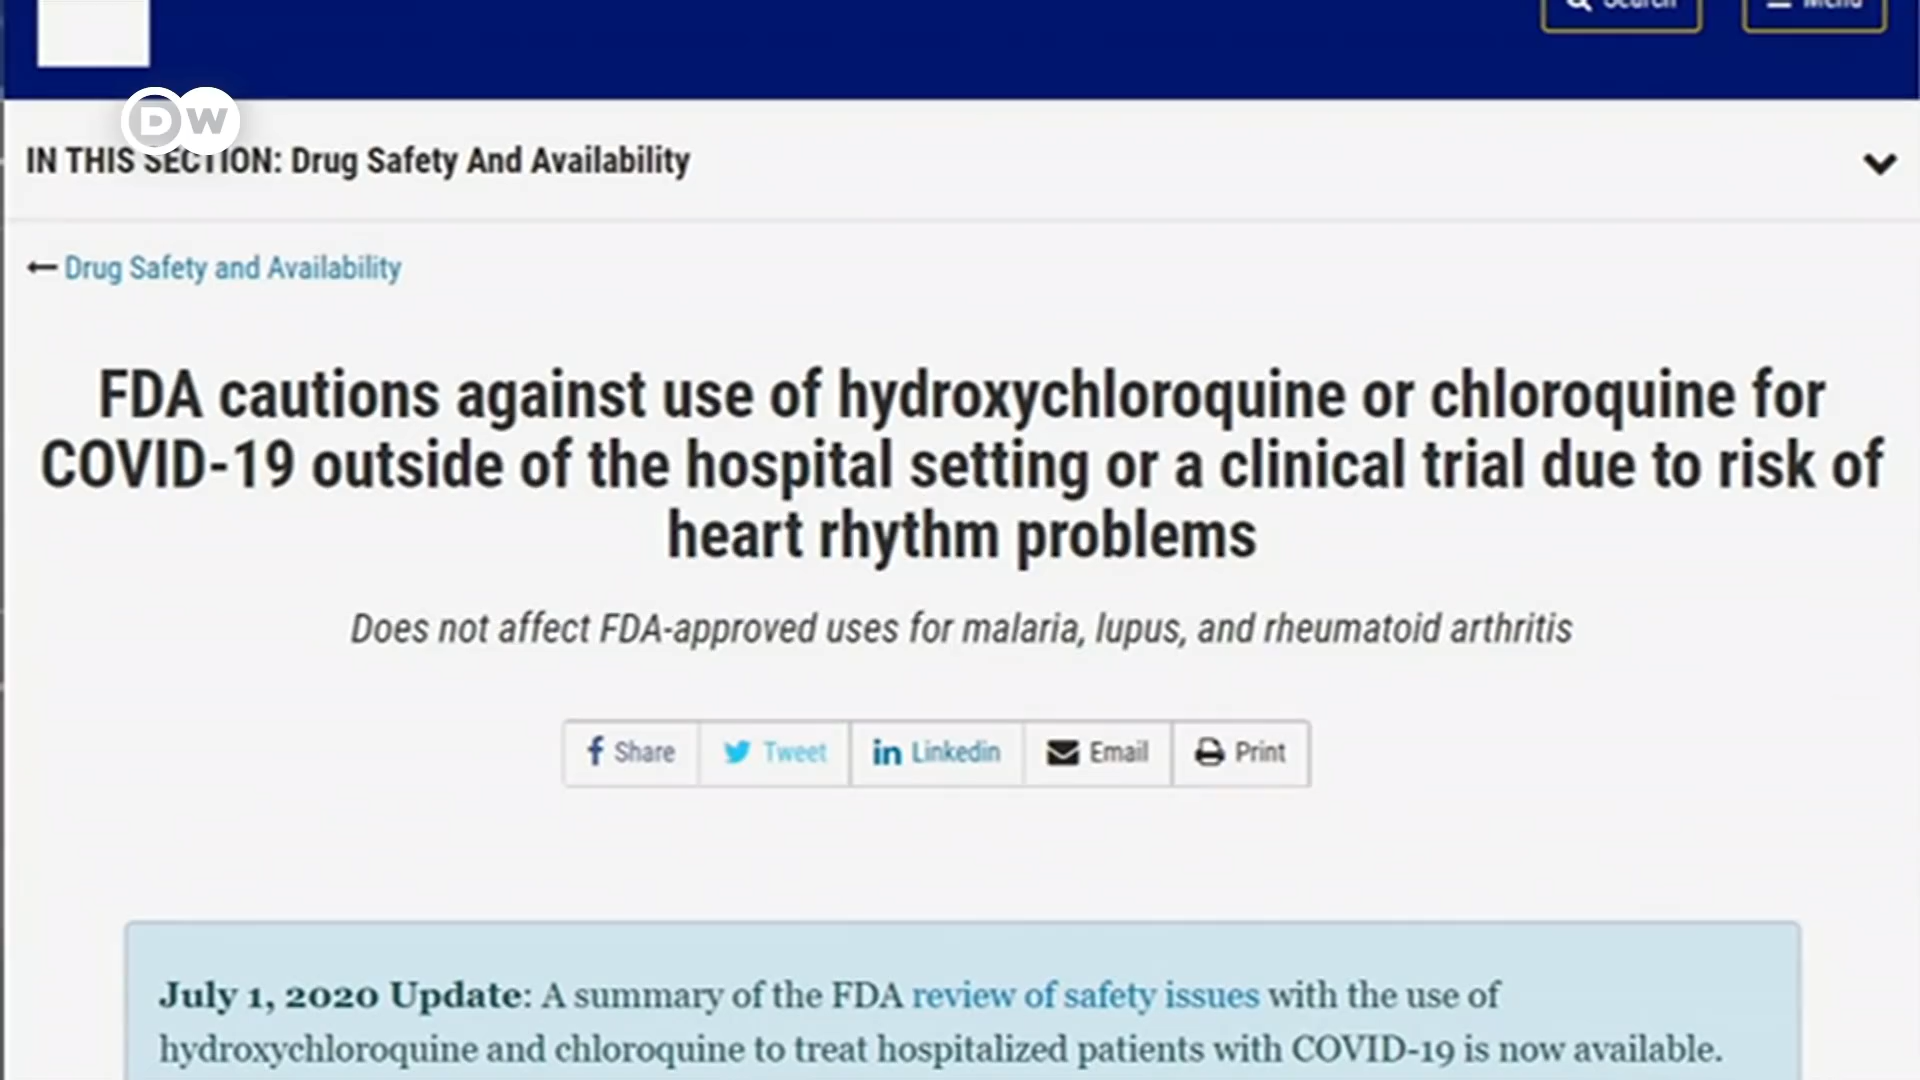 Search Menu
DW
IN THIS SECTION: Drug Safety And Availability
Drug Safety and Availability
FDA cautions against use of hydroxychloroquine or chloroquine for
COVID-19 outside of the hospital setting or a clinical trial due to risk of
heart rhythm problems
Does not affect FDA-approved uses for malaria, lupus, and rheumatoid arthritis
Share Tweet Linkedin Email Print
July 1, 2020 Update: A summary of the FDA review of safety issues with the use of
hydroxychloroquine and chloroquine to treat hospitalized patients with COVID-19 is now available.